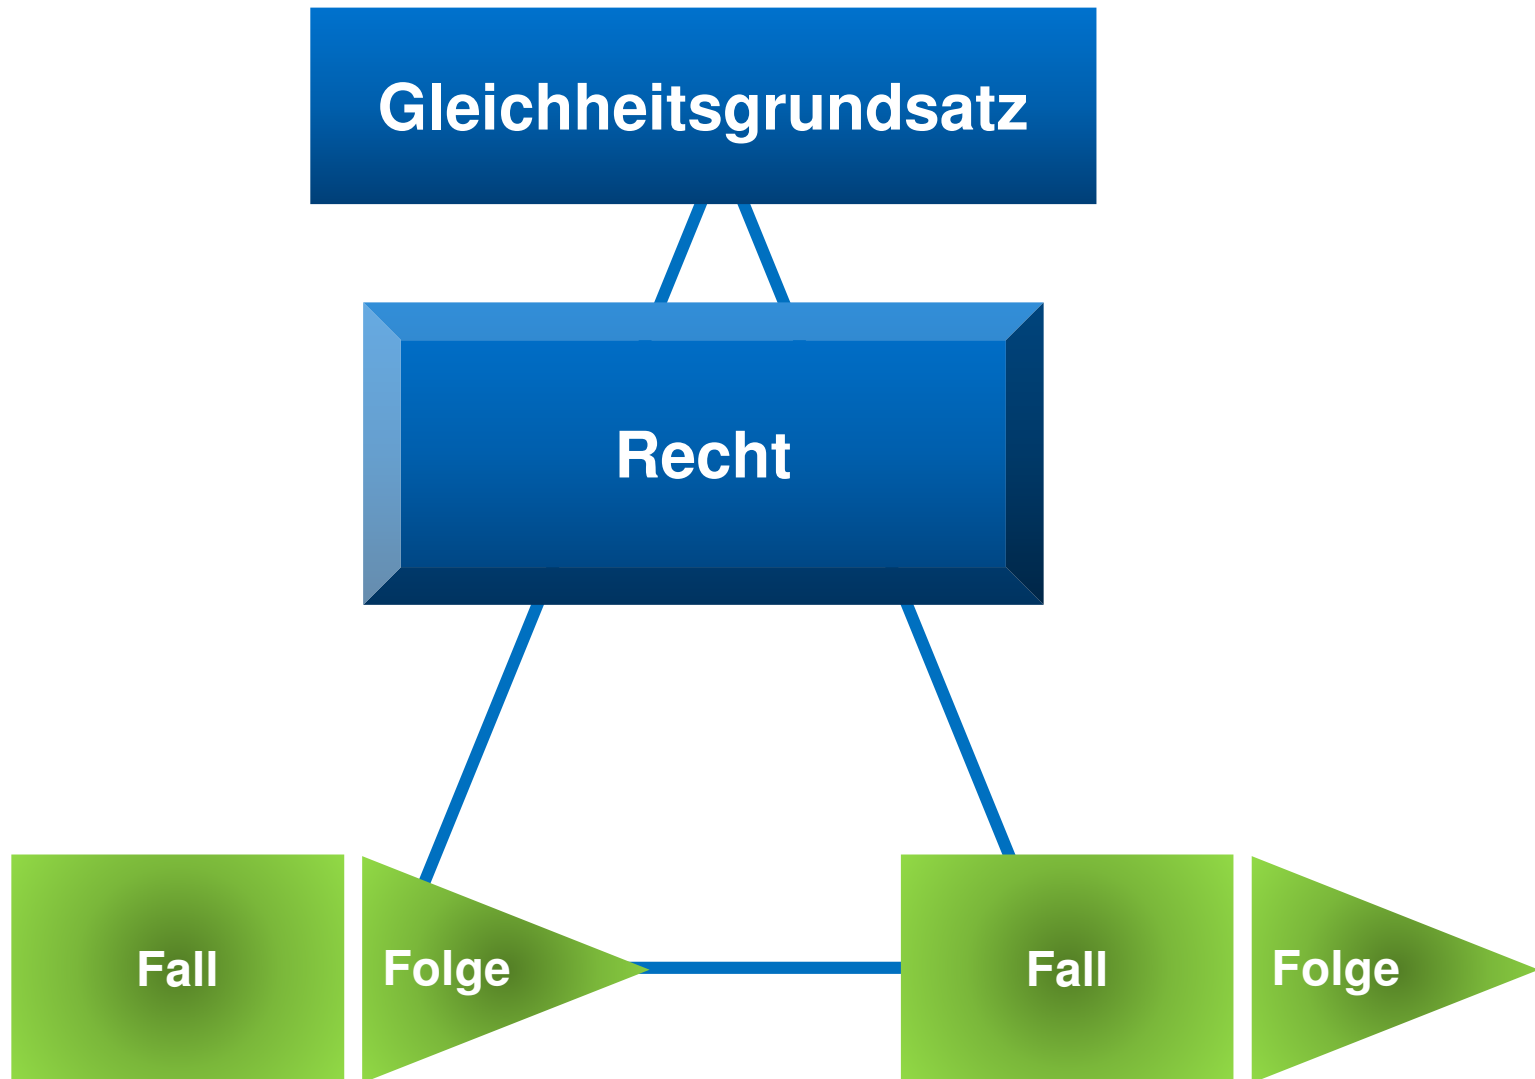 Gleichheitsgrundsatz
Recht
Fall
Folge
Fall
Folge